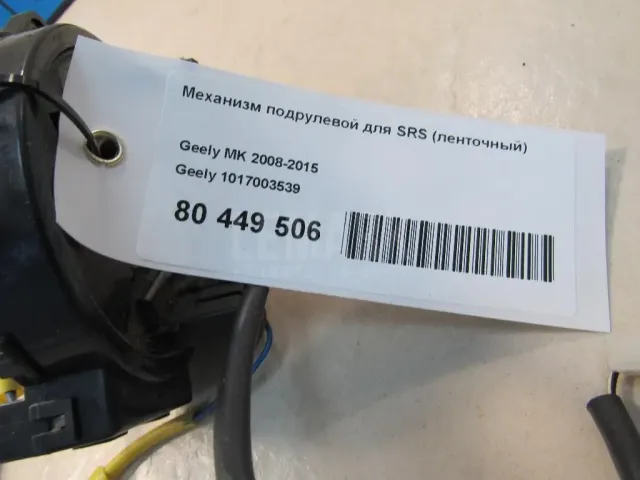 Механизм подрулевой для SRS (ленточный)
Geely MK 2008-2015
Geely 1017003539
80 449 506